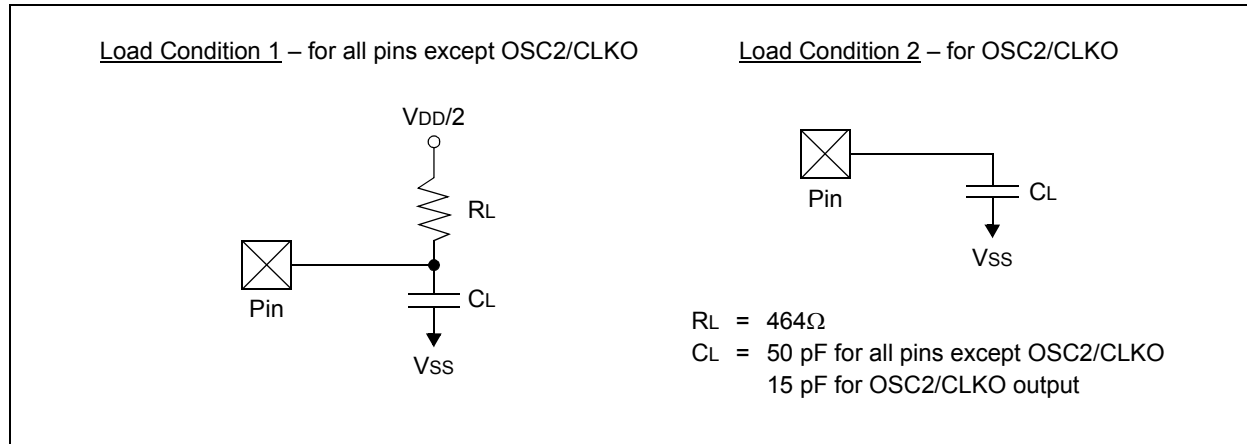 Load Condition 1 – for all pins except OSC2/CLKO
VDD/2
RL
Pin
CL
VSS
Load Condition 2 – for OSC2/CLKO
Pin
CL
VSS
RL = 464Ω
CL = 50 pF for all pins except OSC2/CLKO
15 pF for OSC2/CLKO output